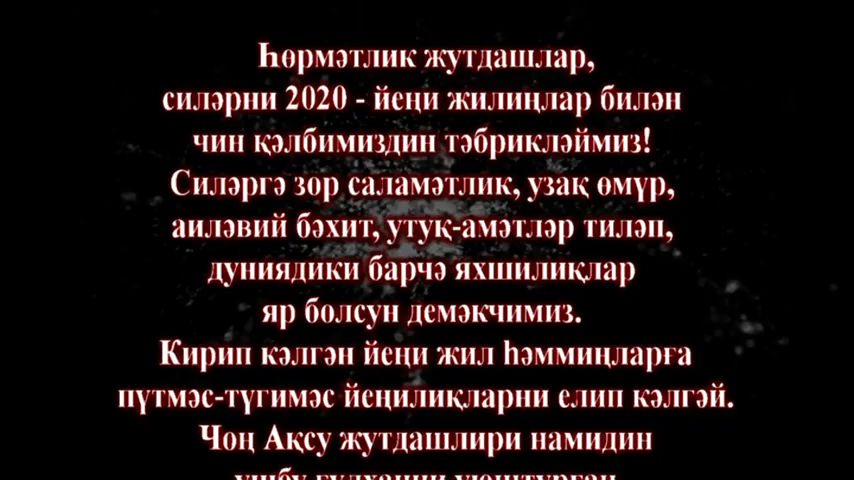 Һөрмәтлик жутдашлар,
силәрни 2020 - йеңи жилиңлар билән
чин қәлбимиздин тәбрикләймиз!
Силәргә зор саламәтлик, узақ өмүр,
аиләвий бәхит, утуқ-амәтләр тиләп,
дуниядики барчә яхшилиқлар
яр болсун демәкчимиз.
Кирип кәлгән йеңи жил һәммиңларға
пүтмәс-түгимәс йеңилиқларни елип кәлгәй.
Чоң Ақсу жутдашлири намидин